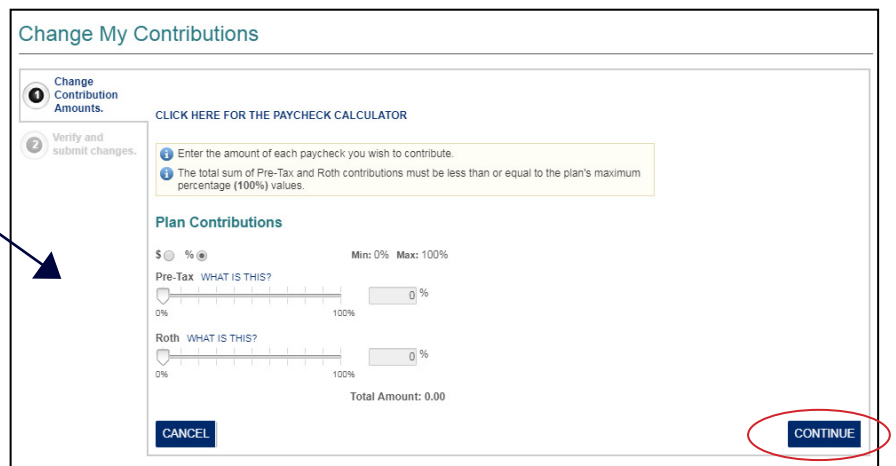 Change My Contributions
1
Change
Contribution
Amounts.
2
Verify and
submit changes.
CLICK HERE FOR THE PAYCHECK CALCULATOR
Enter the amount of each paycheck you wish to contribute.
The total sum of Pre-Tax and Roth contributions must be less than or equal to the plan's maximum
percentage (100%) values.
Plan Contributions
$ % Min: 0% Max: 100%
Pre-Tax WHAT IS THIS?
0 %
0% 100%
Roth WHAT IS THIS?
0 %
0% 100%
Total Amount: 0.00
CANCEL CONTINUE